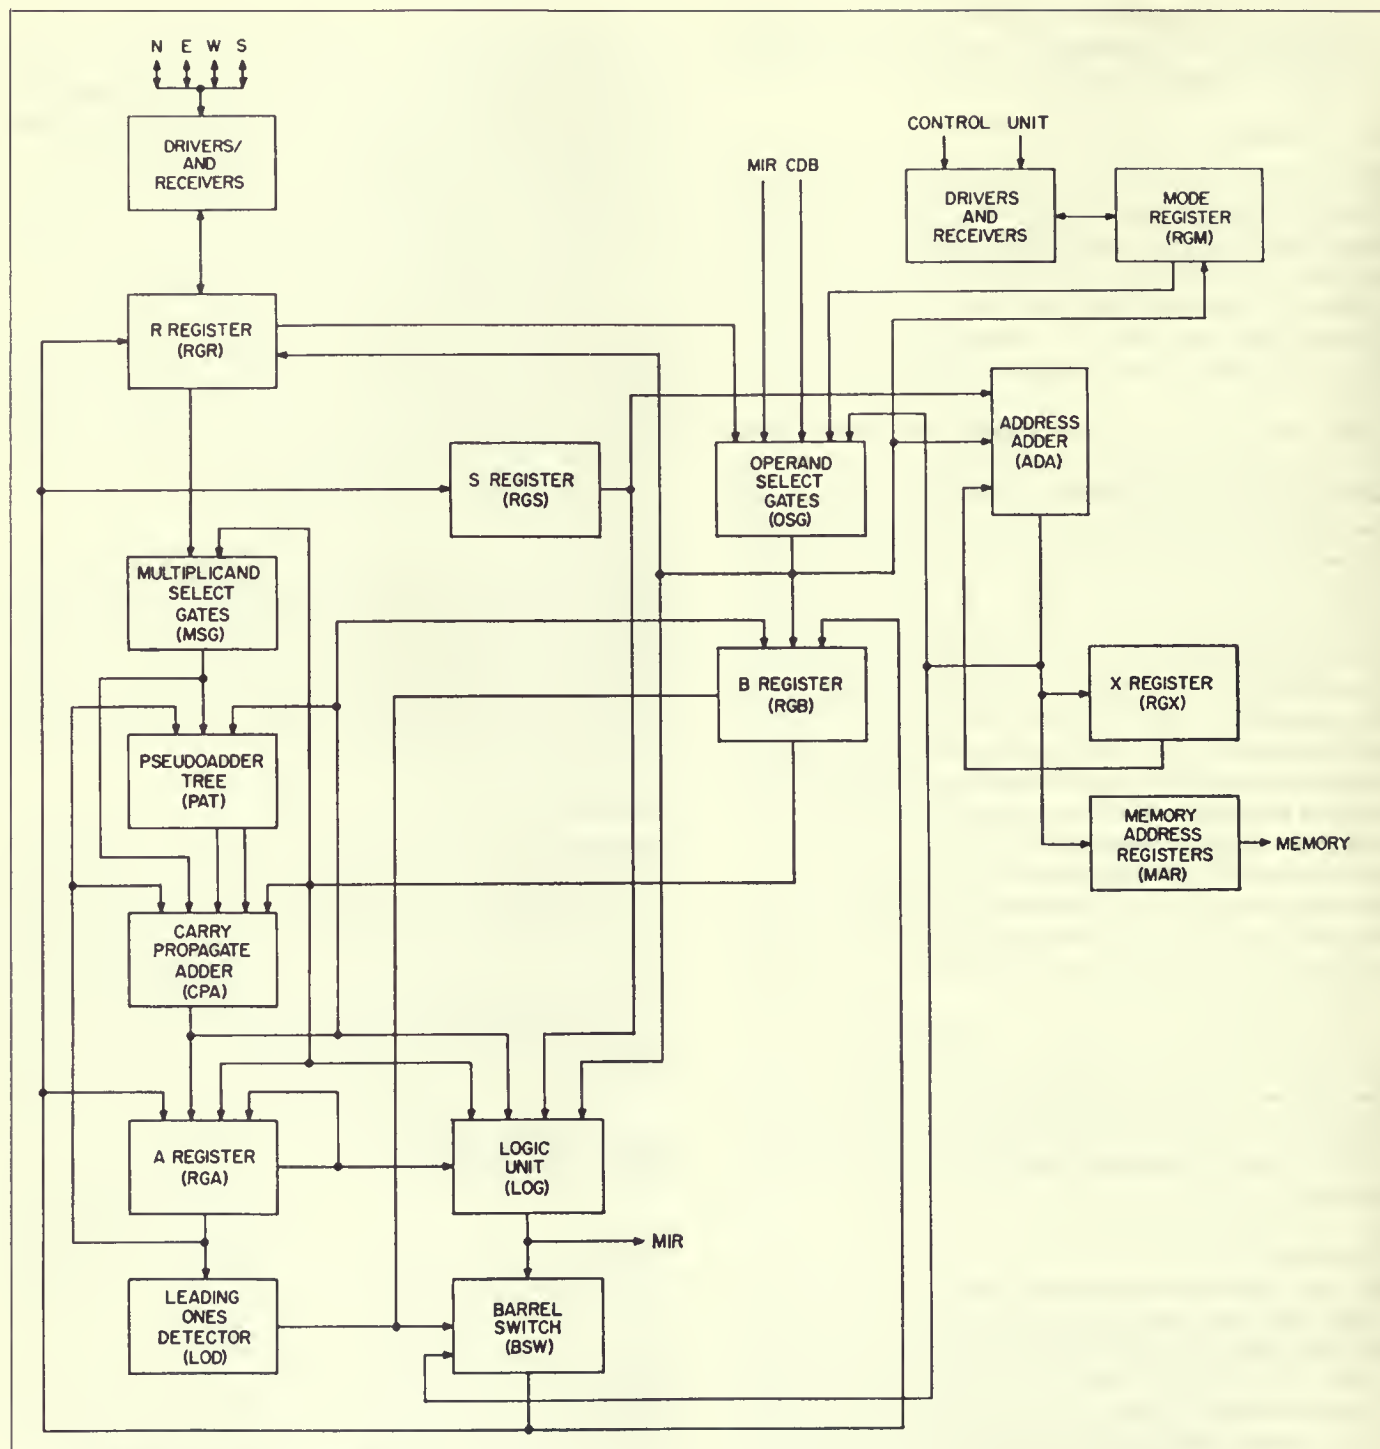 N E W S
DRIVERS/
AND
RECEIVERS
CONTROL UNIT
MIR CDB
DRIVERS
AND
RECEIVERS
MODE
REGISTER
(RGM)
R REGISTER
(RGR)
ADDRESS
ADDER
(ADA)
S REGISTER
(RGS)
OPERAND
SELECT
GATES
(OSG)
MULTIPLICAND
SELECT
GATES
(MSG)
B REGISTER
(RGB)
X REGISTER
(RGX)
PSEUDOADDER
TREE
(PAT)
MEMORY
ADDRESS
REGISTERS
(MAR)
MEMORY
CARRY
PROPAGATE
ADDER
(CPA)
A REGISTER
(RGA)
LOGIC
UNIT
(LOG)
MIR
LEADING
ONES
DETECTOR
(LOD)
BARREL
SWITCH
(BSW)